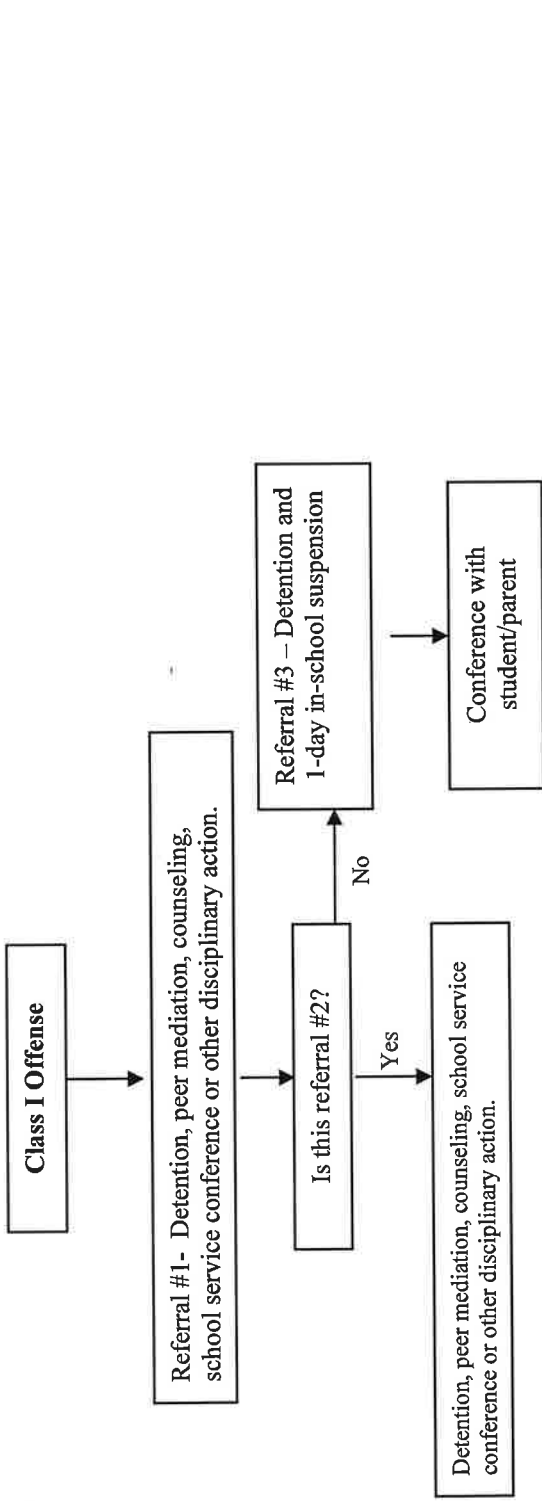 Class I Offense
Referral #1- Detention, peer mediation, counseling,
school service conference or other disciplinary action.
Is this referral #2?
No
Referral #3 – Detention and
1-day in-school suspension
Yes
Conference with
student/parent
Detention, peer mediation, counseling, school service
conference or other disciplinary action.